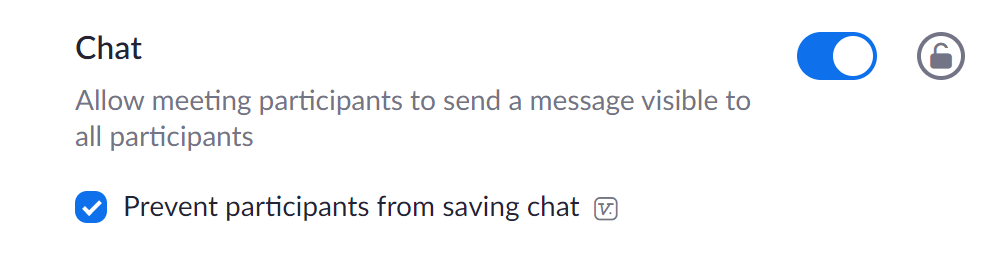 Chat
Allow meeting participants to send a message visible to
all participants
Prevent participants from saving chat